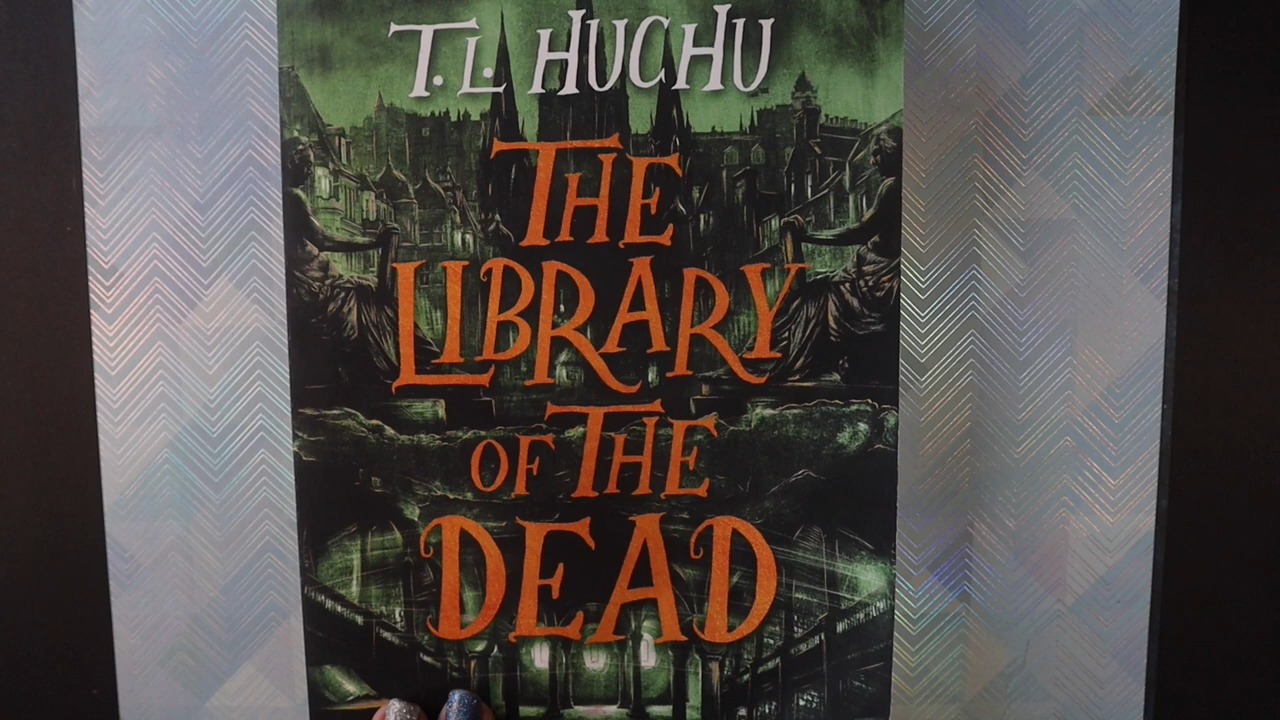 T. L. HUCHU
THE
LIBRARY
OF THE
DEAD